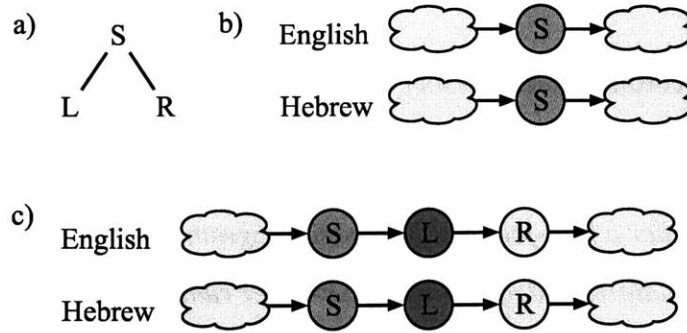 a)
S
L R
b)
English S
Hebrew S
c)
English S L R
Hebrew S L R